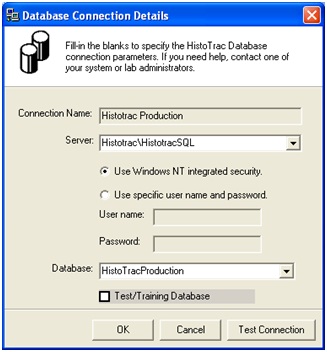 Database Connection Details
Fill-in the blanks to specify the HistoTrac Database
connection parameters. If you need help, contact one of
your system or lab administrators.
Connection Name: Histotrac Production
Server: Histotrac\HistotracSQL
Use Windows NT integrated security.
Use specific user name and password.
User name:
Password:
Database: HistoTracProduction
Test/Training Database
OK Cancel Test Connection